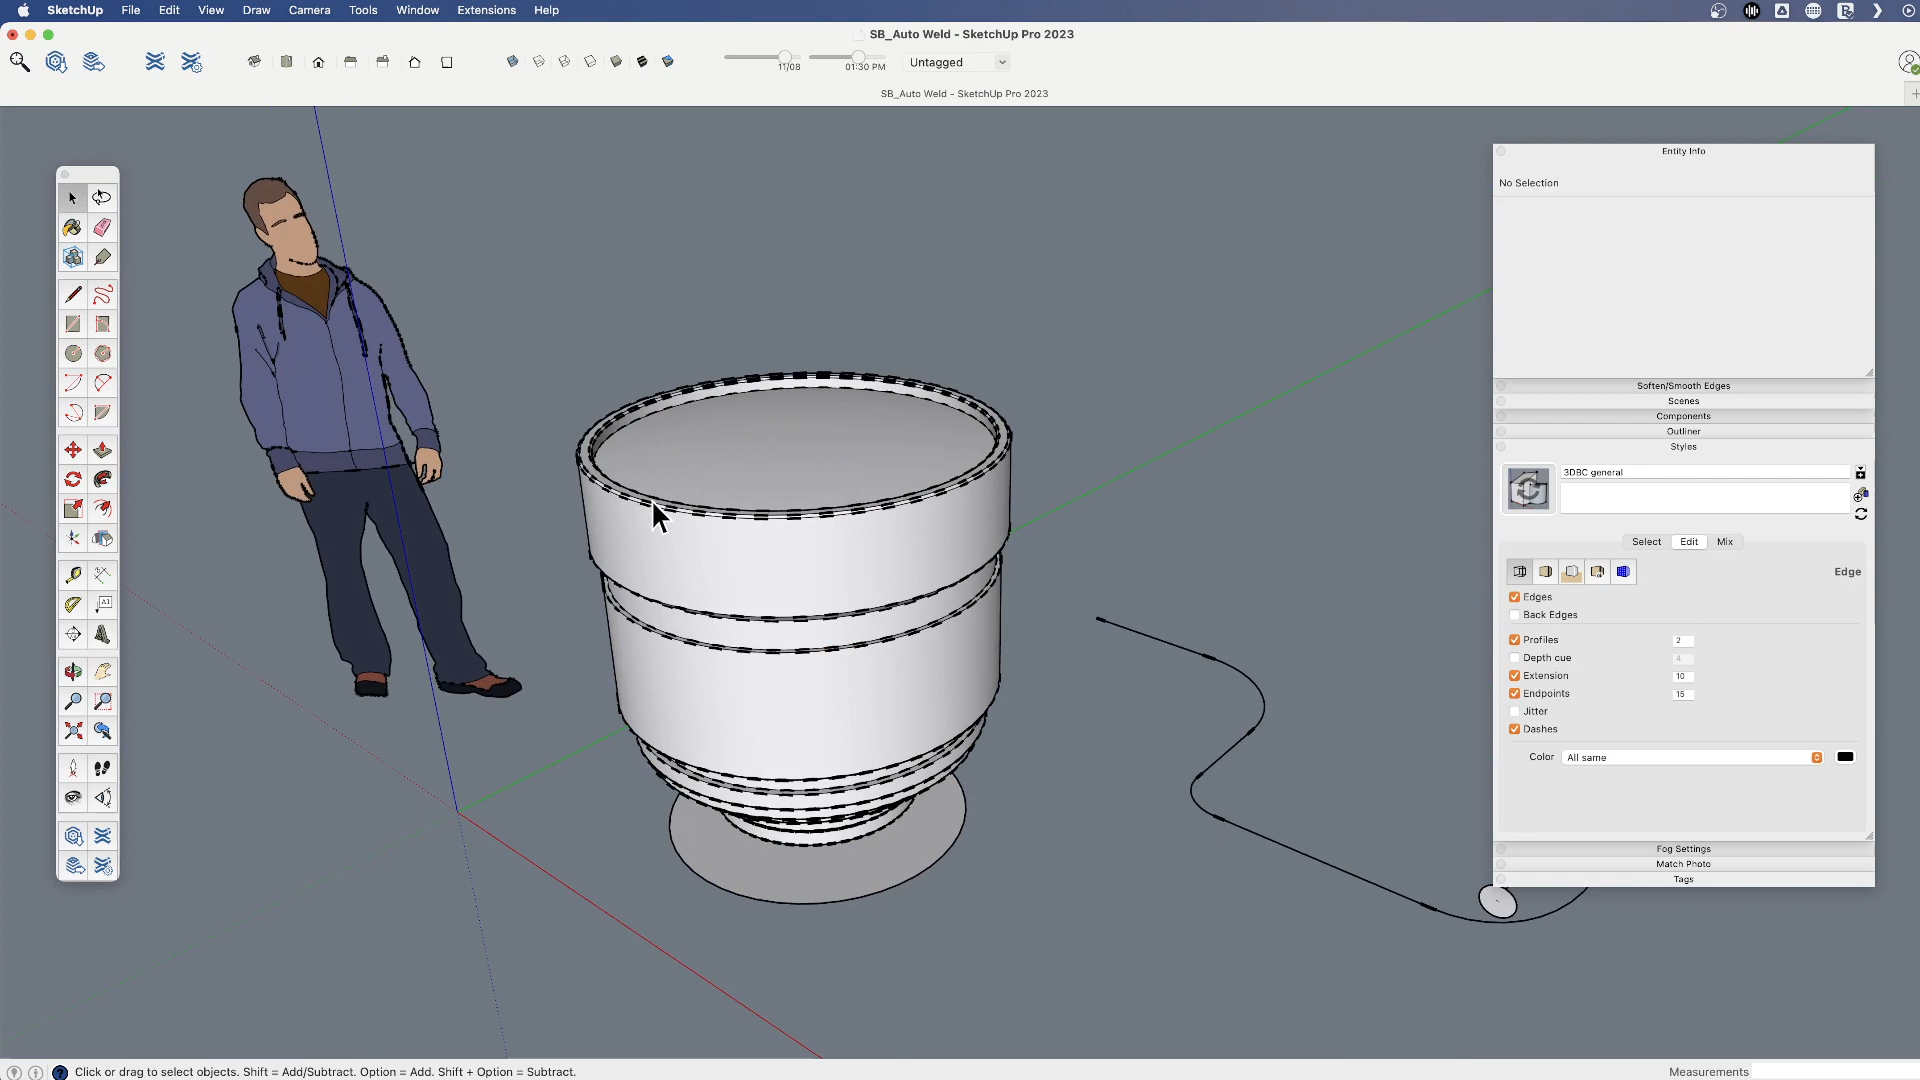 SketchUp File Edit View Draw Camera Tools Window Extensions Help
SB_Auto Weld - SketchUp Pro 2023
11/08 01:30 PM Untagged
SB_Auto Weld - SketchUp Pro 2023
Entity Info
No Selection
Soften/Smooth Edges
Scenes
Components
Outliner
Styles
3DBC general
Select Edit Mix
Edge
Edges
Back Edges
Profiles 2
Depth cue 4
Extension 10
Endpoints 15
Jitter
Dashes
Color All same
Fog Settings
Match Photo
Tags
Click or drag to select objects. Shift = Add/Subtract. Option = Add. Shift + Option = Subtract.
Measurements